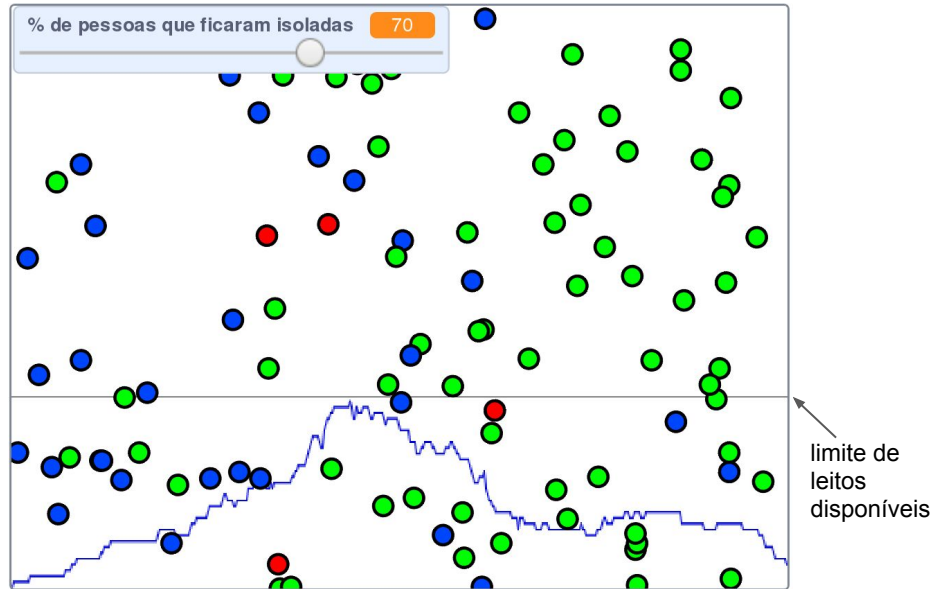 % de pessoas que ficaram isoladas 70
limite de
leitos
disponíveis